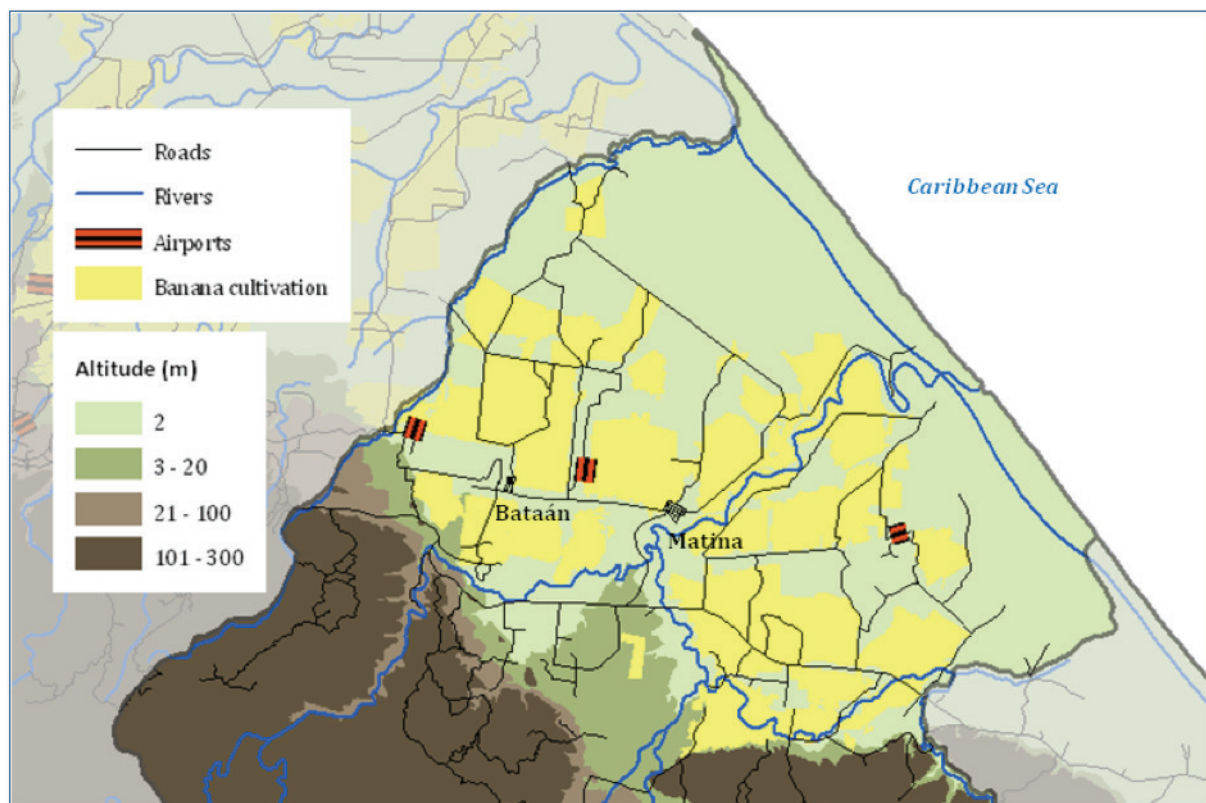 Roads
Rivers
Airports
Banana cultivation
Caribbean Sea
Altitude (m)
2
3 - 20
21 - 100
101 - 300
Bataán
Matina